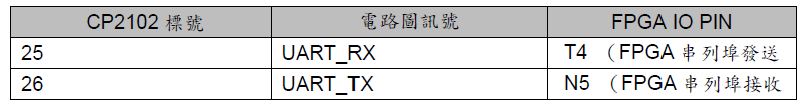 CP2102 標號 電路圖訊號 FPGA IO PIN
25 UART_RX T4 （FPGA 串列埠發送
26 UART_TX N5 （FPGA 串列埠接收